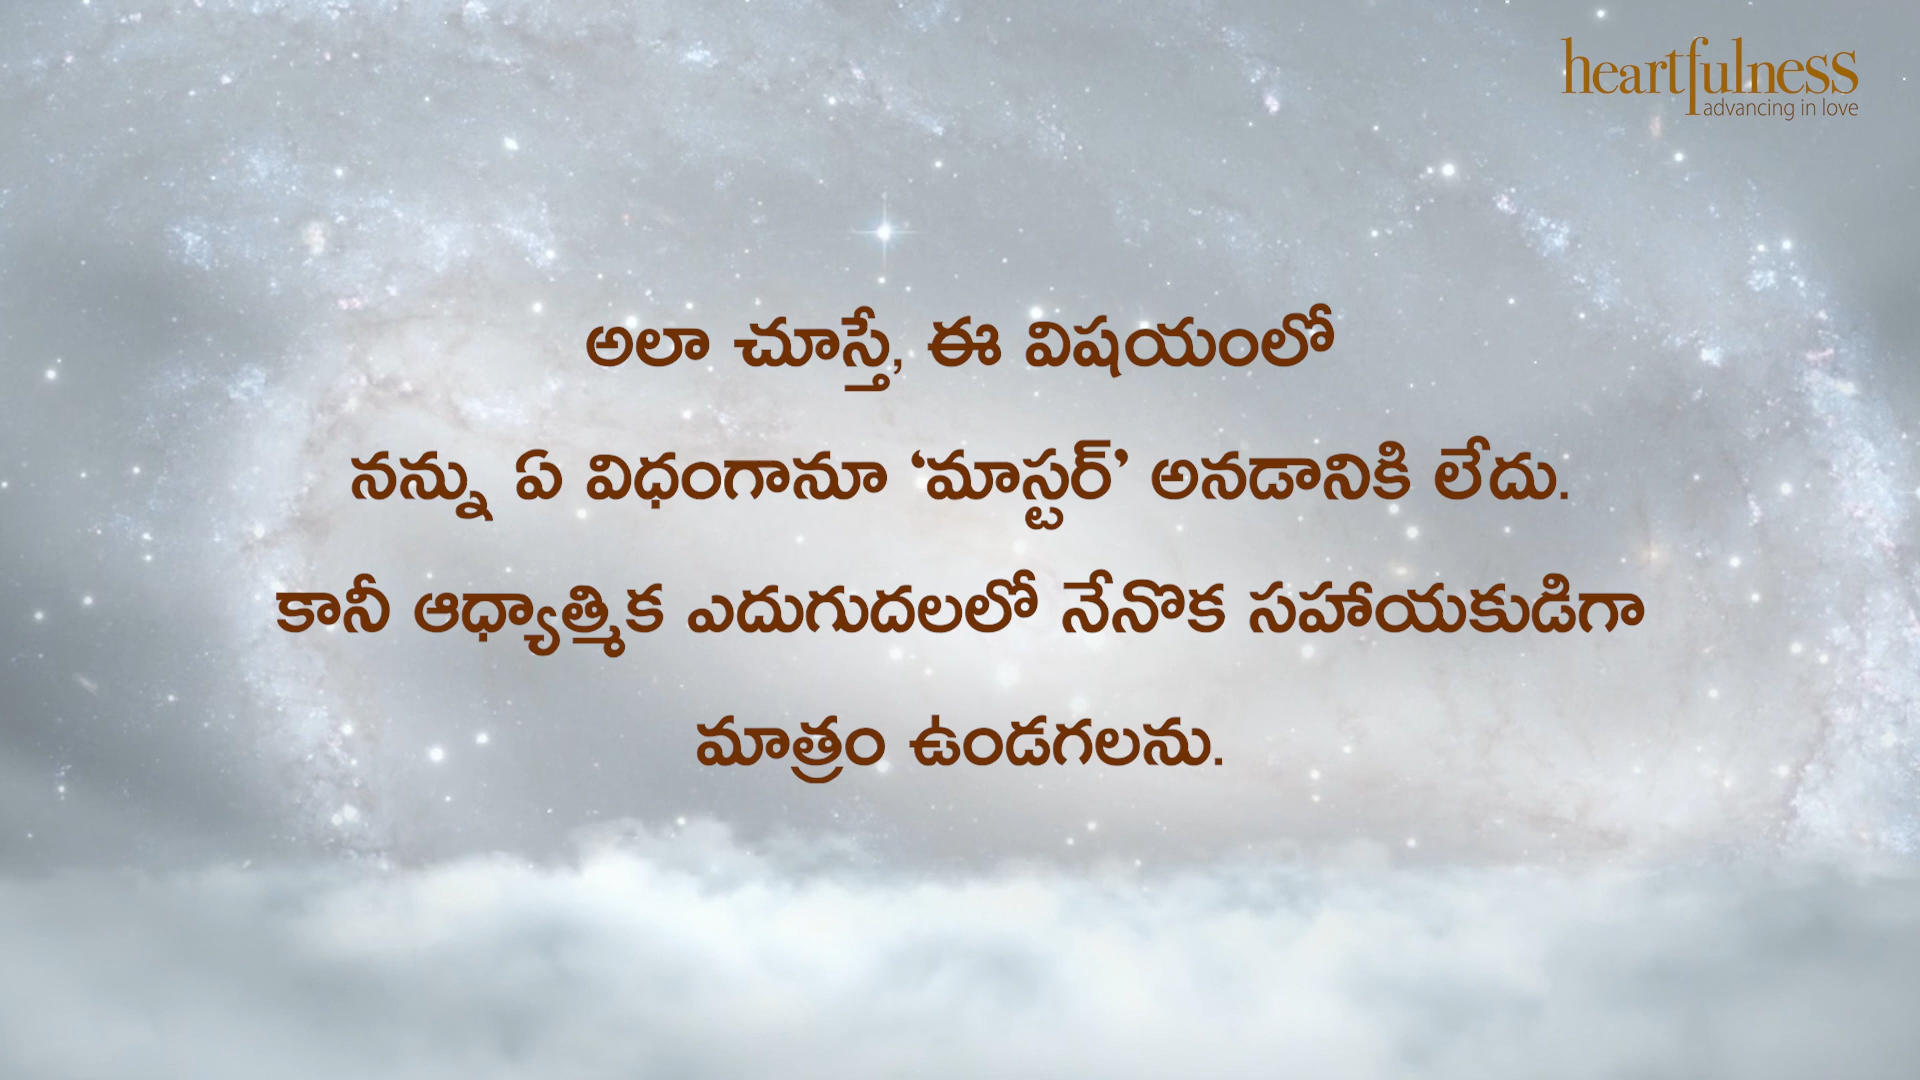 heartfulness
advancing in love
అలా చూస్తే, ఈ విషయంలో
నన్ను ఏ విధంగానూ ‘మాస్టర్’ అనడానికి లేదు.
కానీ ఆధ్యాత్మిక ఎదుగుదలలో నేనొక సహాయకుడిగా
మాత్రం ఉండగలను.